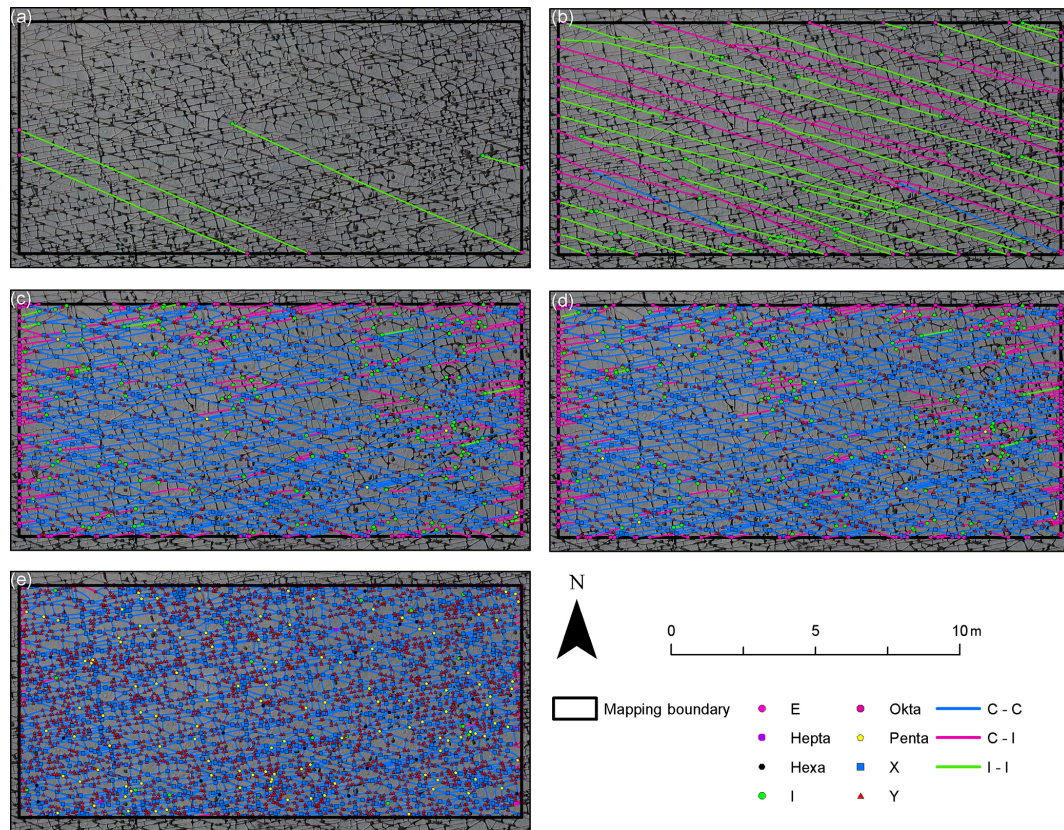 (a)
(b)
(c)
(d)
(e)
N
0 5 10 m
Mapping boundary
E
Okta
C - C
Hepta
Penta
C - I
Hexa
X
I - I
I
Y